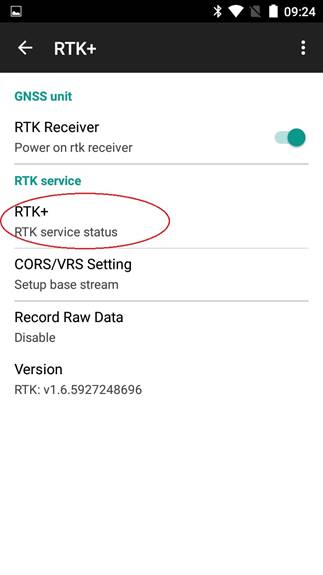 09:24
RTK+
GNSS unit
RTK Receiver
Power on rtk receiver
RTK service
RTK+
RTK service status
CORS/VRS Setting
Setup base stream
Record Raw Data
Disable
Version
RTK: v1.6.5927248696